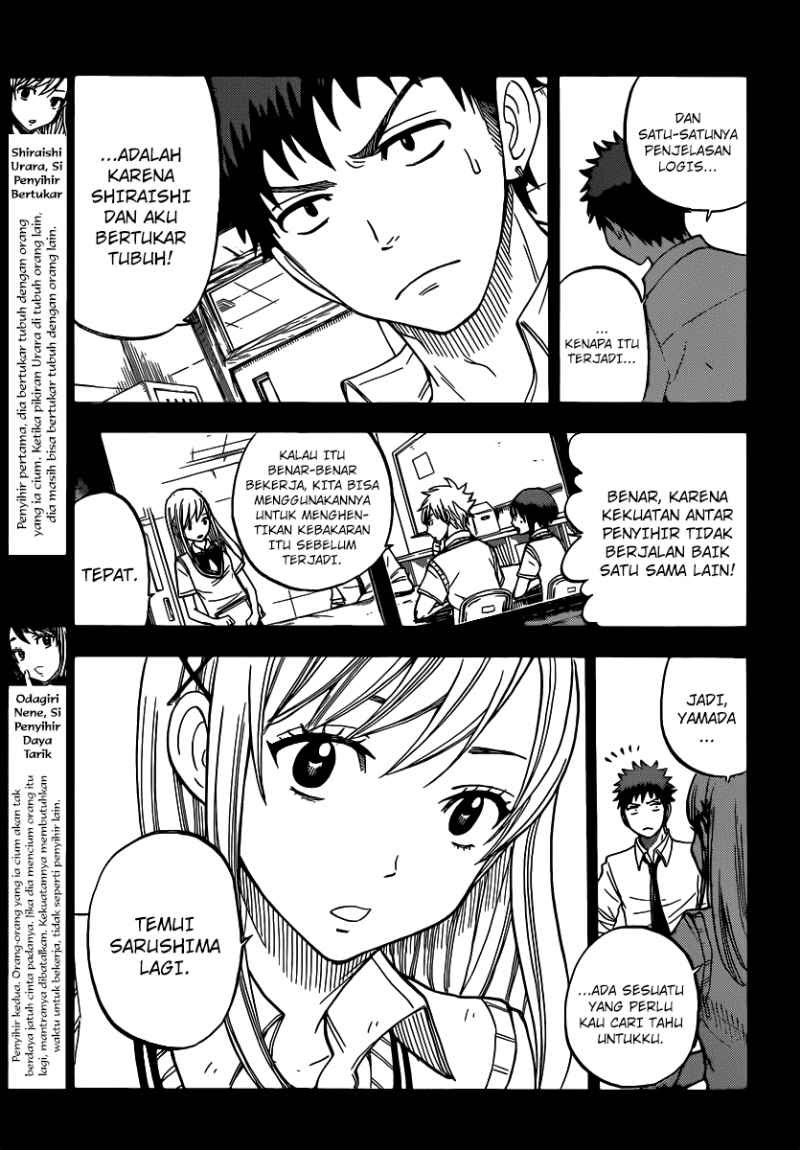 DAN
SATU-SATUNYA
PENJELASAN
LOGIS...
...
KENAPA ITU
TERJADI...
...ADALAH
KARENA
SHIRAISHI
DAN AKU
BERTUKAR
TUBUH!
BENAR, KARENA
KEKUATAN ANTAR
PENYIHIR TIDAK
BERJALAN BAIK
SATU SAMA LAIN!
KALAU ITU
BENAR-BENAR
BEKERJA, KITA BISA
MENGGUNAKANNYA
UNTUK MENGHEN-
TIKAN KEBAKARAN
ITU SEBELUM
TERJADI.
TEPAT.
JADI,
YAMADA
...
...ADA SESUATU
YANG PERLU
KAU CARI TAHU
UNTUKKU.
TEMUI
SARUSHIMA
LAGI.
Shiraishi
Urara, Si
Penyihir
Bertukar
Penyihir pertama, dia bertukar tubuh dengan orang
yang ia cium. Ketika pikiran Urara di tubuh orang lain,
dia masih bisa bertukar tubuh dengan orang lain.
Odagiri
Nene, Si
Penyihir
Daya
Tarik
Penyihir kedua. Orang-orang yang ia cium akan tak
berdaya jatuh cinta padanya. Jika dia mencium orang itu
lagi, mantranya dibatalkan. Kekuatannya membutuhkan
waktu untuk bekerja, tidak seperti penyihir lain.